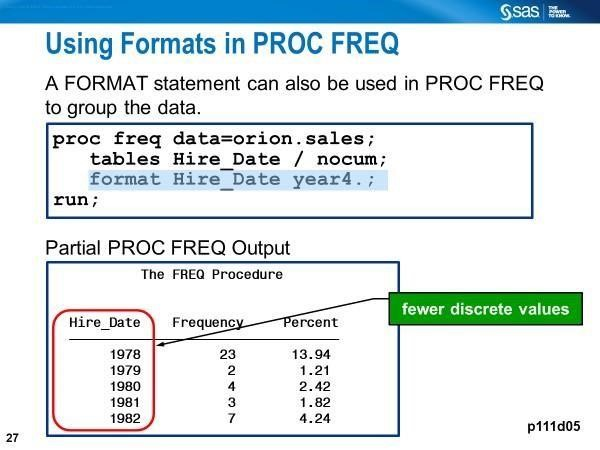 sas THE POWER TO KNOW.
Using Formats in PROC FREQ
A FORMAT statement can also be used in PROC FREQ
to group the data.
proc freq data=orion.sales;
tables Hire_Date / nocum;
format Hire_Date year4.;
run;
Partial PROC FREQ Output
The FREQ Procedure
fewer discrete values
Hire_Date Frequency Percent
1978 23 13.94
1979 2 1.21
1980 4 2.42
1981 3 1.82
1982 7 4.24
p111d05
27